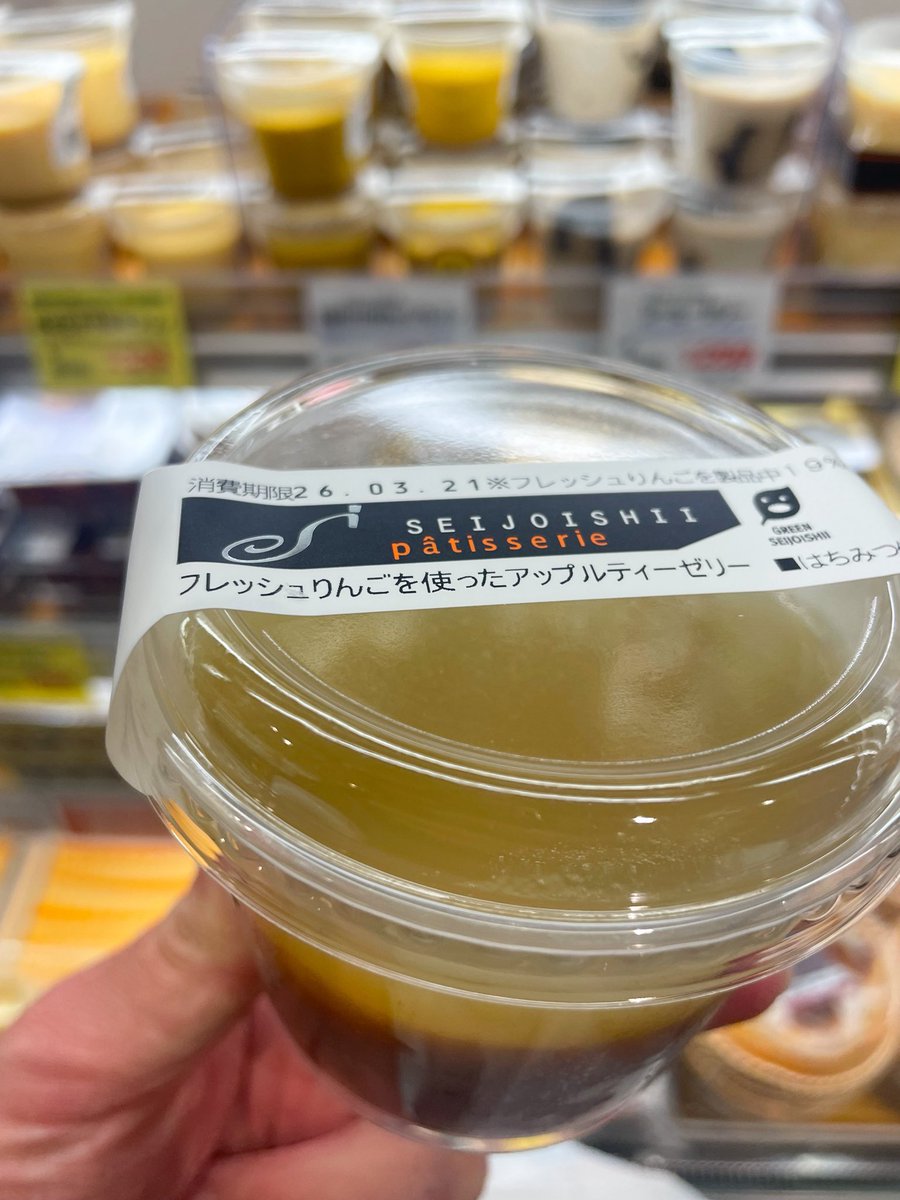 消費期限26.03.21※フレッシュりんごを製品中19%
SEIJOISHII
pâtisserie
GREEN
SEIJOISHII
フレッシュりんごを使ったアップルティーゼリー
■はちみつ